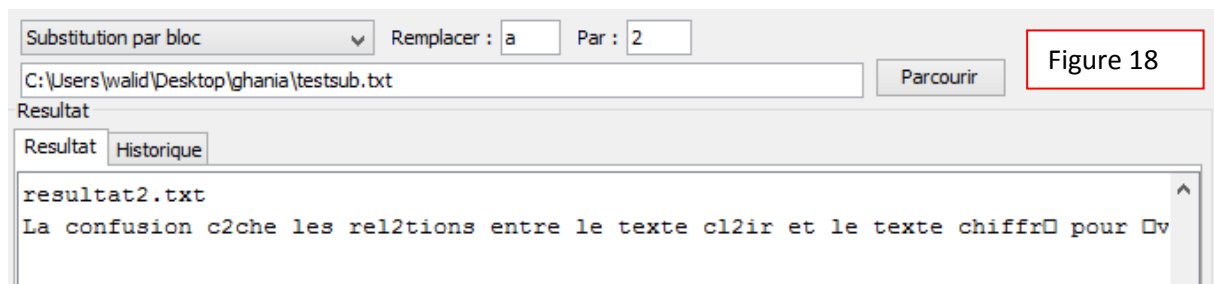 Substitution par bloc Remplacer : a Par : 2
Figure 18
C:\Users\walid\Desktop\ghania\testsub.txt Parcourir
Resultat
Resultat Historique
resultat2.txt
La confusion c2che les rel2tions entre le texte cl2ir et le texte chiffr□ pour □v